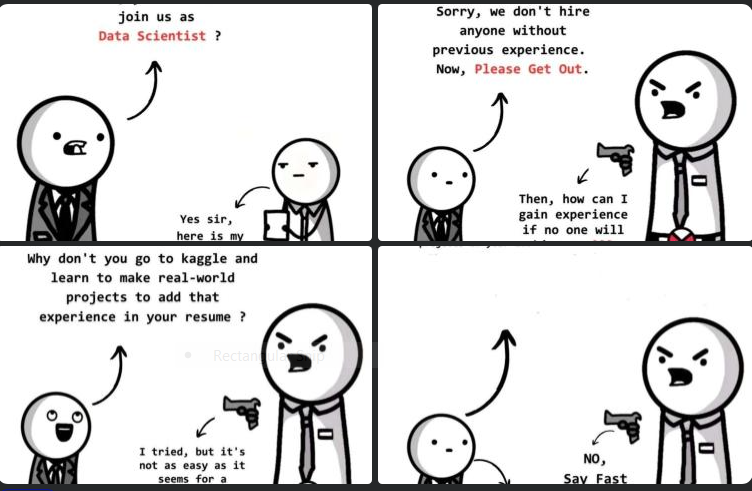 join us as
Data Scientist ?
Yes sir,
here is my
Sorry, we don't hire
anyone without
previous experience.
Now, Please Get Out.
Then, how can I
gain experience
if no one will
Why don't you go to kaggle and
learn to make real-world
projects to add that
experience in your resume ?
Rectangular Snip
I tried, but it's
not as easy as it
seems for a
NO,
Say Fast